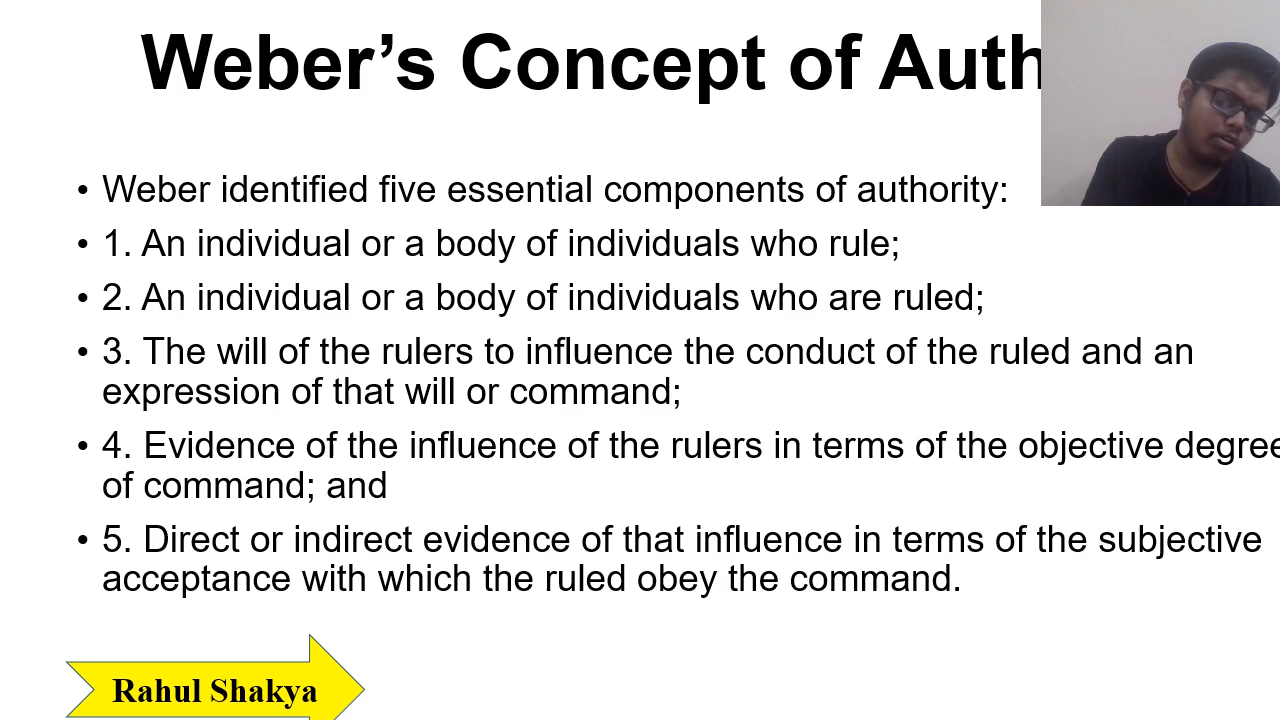 Weber's Concept of Auth
• Weber identified five essential components of authority:
• 1. An individual or a body of individuals who rule;
• 2. An individual or a body of individuals who are ruled;
• 3. The will of the rulers to influence the conduct of the ruled and an
expression of that will or command;
• 4. Evidence of the influence of the rulers in terms of the objective degree
of command; and
• 5. Direct or indirect evidence of that influence in terms of the subjective
acceptance with which the ruled obey the command.
Rahul Shakya